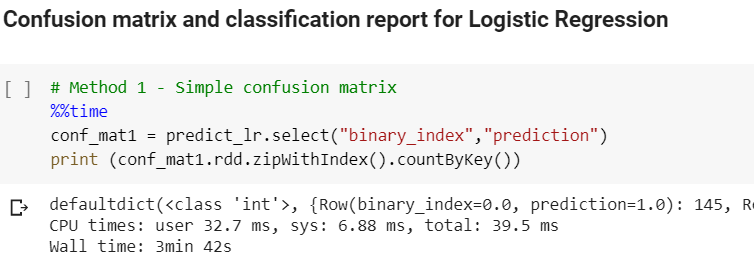 Confusion matrix and classification report for Logistic Regression
[ ] # Method 1 - Simple confusion matrix
%%time
conf_mat1 = predict_lr.select("binary_index","prediction")
print (conf_mat1.rdd.zipWithIndex().countByKey())
defaultdict(<class 'int'>, {Row(binary_index=0.0, prediction=1.0): 145,
CPU times: user 32.7 ms, sys: 6.88 ms, total: 39.5 ms
Wall time: 3min 42s